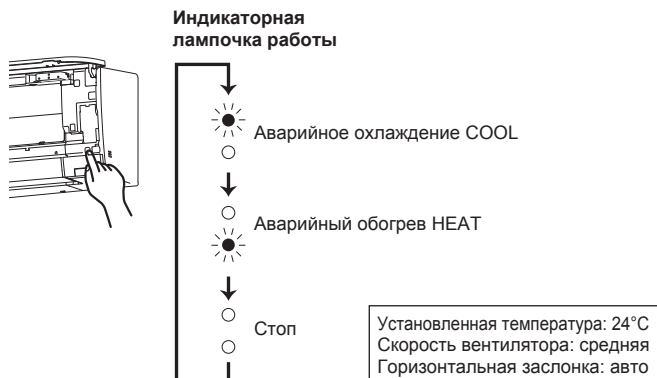 Индикаторная
лампочка работы
Аварийное охлаждение COOL
Аварийный обогрев HEAT
Стоп
Установленная температура: 24°C
Скорость вентилятора: средняя
Горизонтальная заслонка: авто